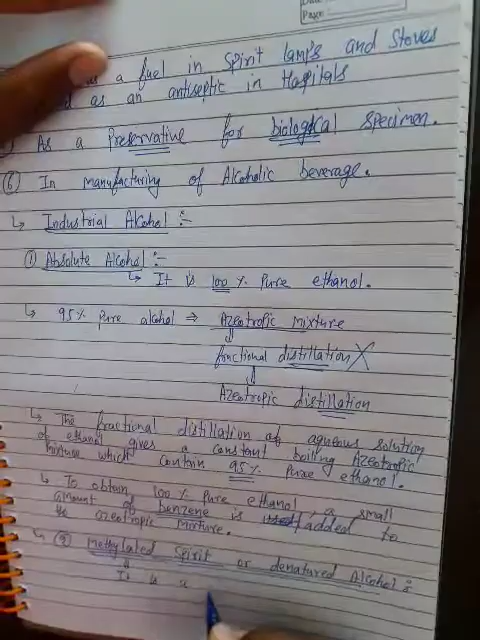 Page:
as a fuel in Spirit lamps and Stoves
as an antiseptic in Hospitals
As a Preservative for biological Specimen.
⑥ In manufacturing of Alcoholic beverage.
↳ Industrial Alcohol :-
① Absolute Alcohol :-
↳ It is 100 % Pure ethanol.
↳ 95% Pure alcohol ⇒ Azeotropic mixture
⇓
fractional distillation X
⇓
Azeotropic distillation
↳ The fractional distillation of aqueous solution
of ethanol gives a constant boiling Azeotropic
mixture which contain 95% Pure ethanol.
↳ To obtain 100% Pure ethanol, a small
amount of benzene is added to
the azeotropic mixture.
↳ ② Methylated Spirit or denatured Alcohol :
It is a